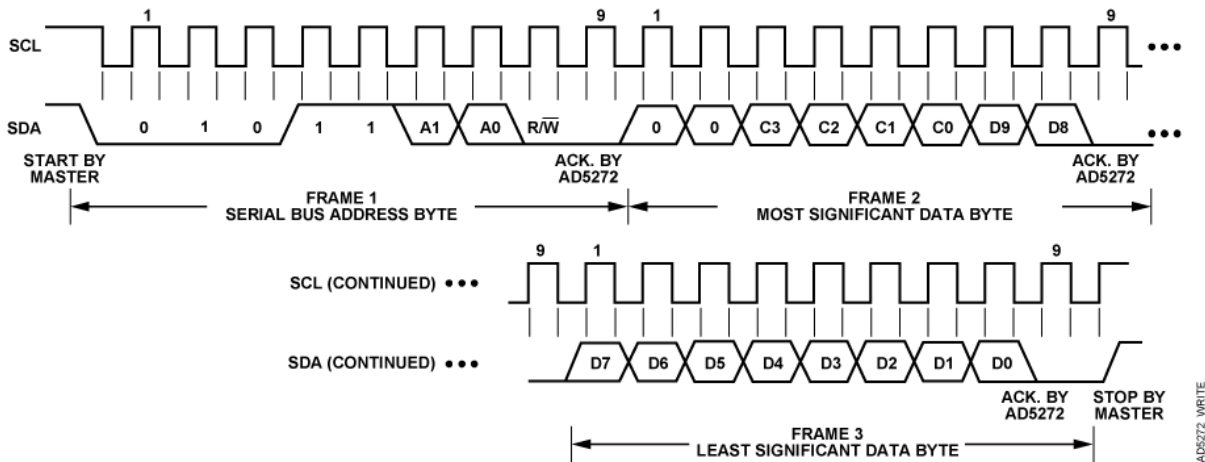 1 9 1 9
SCL •••
SDA 0 1 0 1 1 A1 A0 R/W̅ 0 0 C3 C2 C1 C0 D9 D8 •••
START BY MASTER
ACK. BY AD5272
ACK. BY AD5272
FRAME 1
SERIAL BUS ADDRESS BYTE
FRAME 2
MOST SIGNIFICANT DATA BYTE
9 1 9
SCL (CONTINUED) •••
SDA (CONTINUED) ••• D7 D6 D5 D4 D3 D2 D1 D0
ACK. BY AD5272
STOP BY MASTER
FRAME 3
LEAST SIGNIFICANT DATA BYTE
AD5272 WRITE